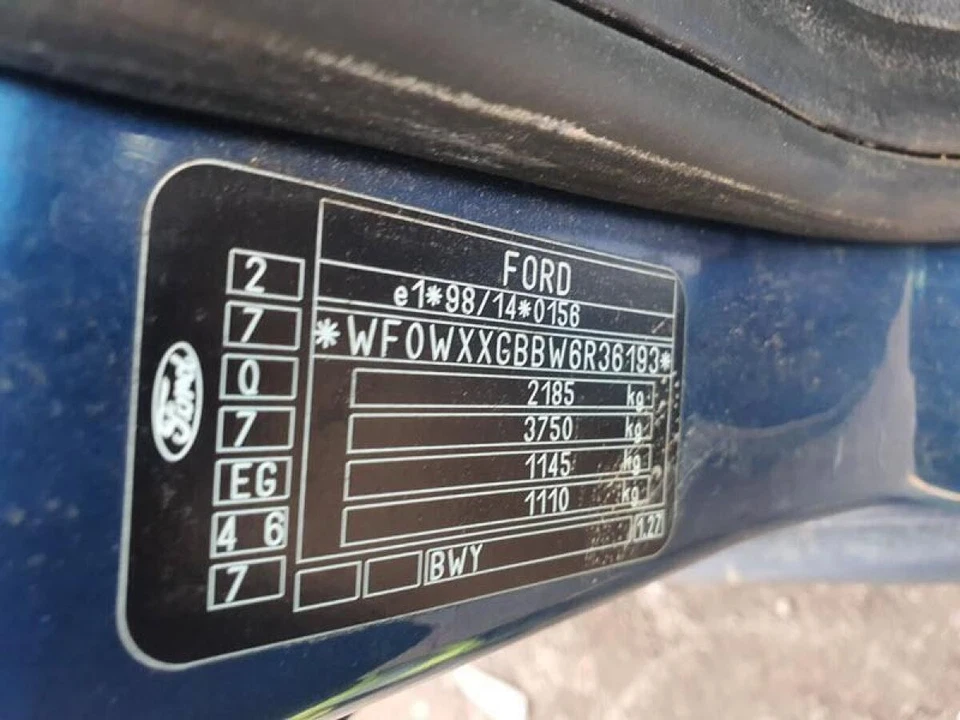 FORD
e1*98/14*0156
*WF0WXXGBBW6R36193*
2185 kg
3750 kg
1145 kg
1110 kg
1.27
BWY
2
7
0
7
EG
4 6
7
Ford